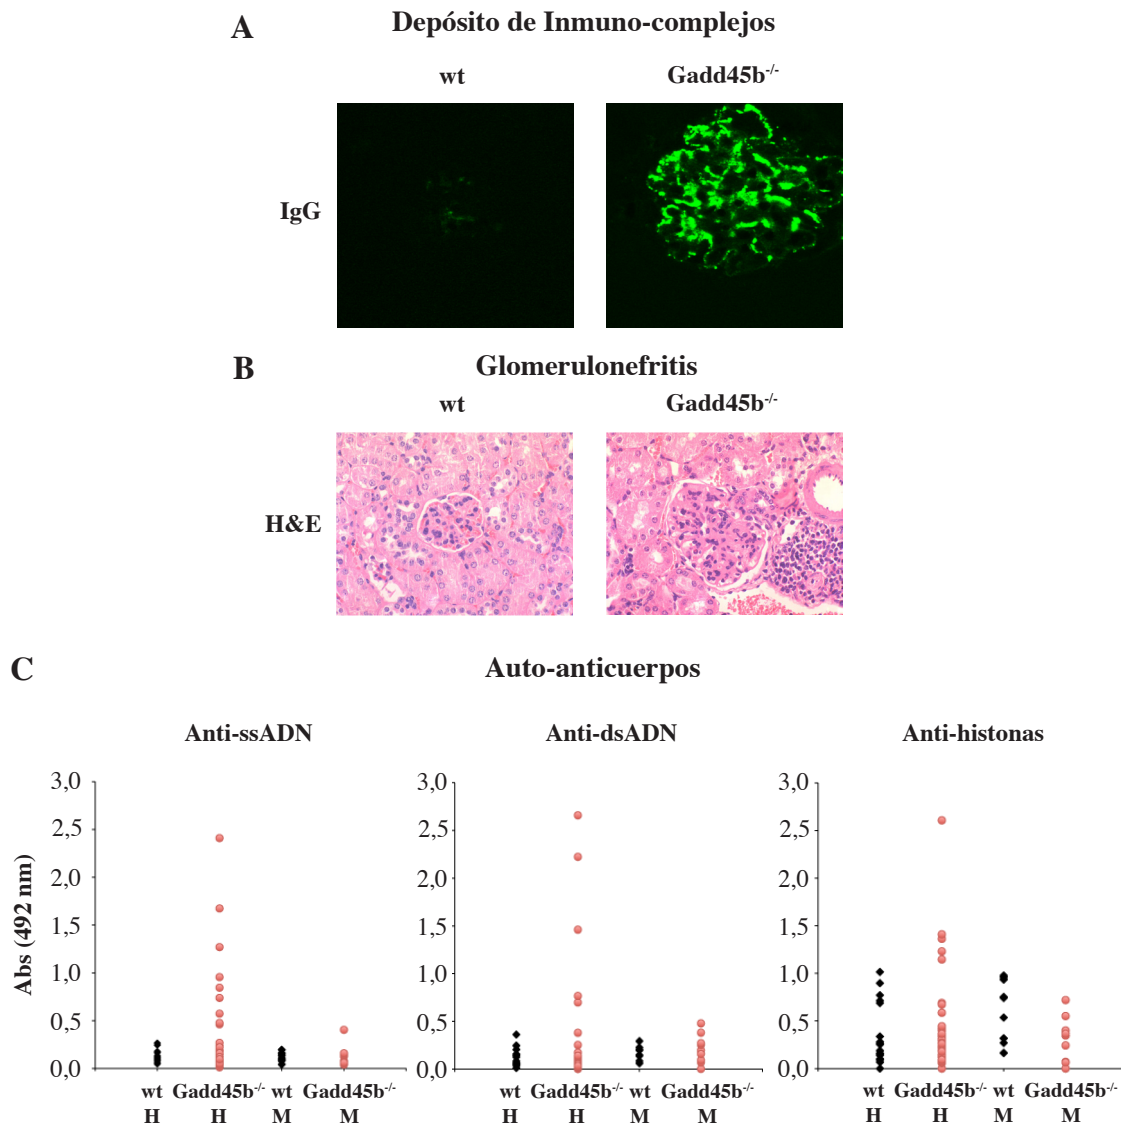 A
Depósito de Inmuno-complejos
wt
Gadd45b-/-
IgG
B
Glomerulonefritis
wt
Gadd45b-/-
H&E
C
Auto-anticuerpos
Anti-ssADN
Anti-dsADN
Anti-histonas
Abs (492 nm)
3,0
2,5
2,0
1,5
1,0
0,5
0,0
wt Gadd45b-/- wt Gadd45b-/-
H H M M
3,0
2,5
2,0
1,5
1,0
0,5
0,0
wt Gadd45b-/- wt Gadd45b-/-
H H M M
3,0
2,5
2,0
1,5
1,0
0,5
0,0
wt Gadd45b-/- wt Gadd45b-/-
H H M M